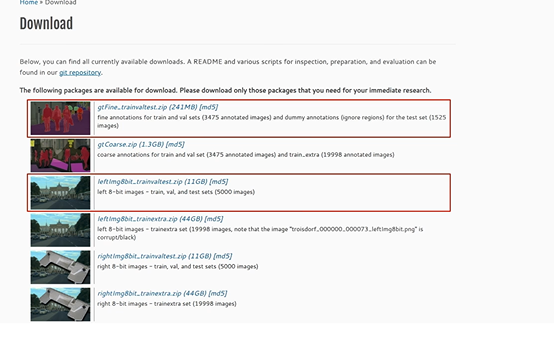 Home » Download
Download
Below, you can find all currently available downloads. A README and various scripts for inspection, preparation, and evaluation can be
found in our git repository.
The following packages are available for download. Please download only those packages that you need for your immediate research.
gtFine_trainvaltest.zip (241MB) [md5]
fine annotations for train and val sets (3475 annotated images) and dummy annotations (ignore regions) for the test set (1525
images)
gtCoarse.zip (1.3GB) [md5]
coarse annotations for train and val set (3475 annotated images) and train_extra (19998 annotated)
leftImg8bit_trainvaltest.zip (11GB) [md5]
left 8-bit images - train, val, and test sets (5000 images)
leftImg8bit_trainextra.zip (44GB) [md5]
left 8-bit images - trainextra set (19998 images, note that the image "troisdorf_000000_000073_leftImg8bit.png" is
corrupt/black)
rightImg8bit_trainvaltest.zip (11GB) [md5]
right 8-bit images - train, val, and test sets (5000 images)
rightImg8bit_trainextra.zip (44GB) [md5]
right 8-bit images - trainextra set (19998 images)